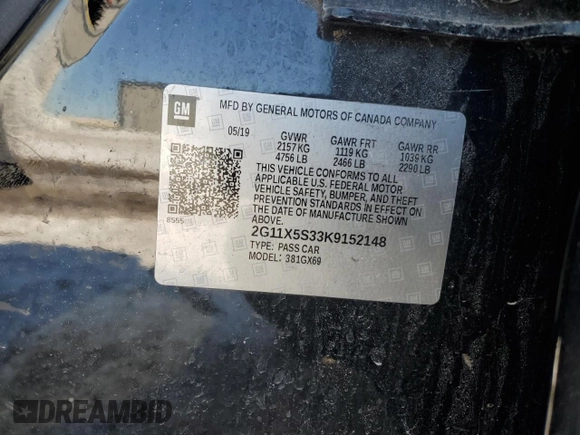 GM
MFD BY GENERAL MOTORS OF CANADA COMPANY
05/19 GVWR GAWR FRT GAWR RR
2157 KG 1119 KG 1039 KG
4756 LB 2466 LB 2290 LB
THIS VEHICLE CONFORMS TO ALL
APPLICABLE U.S. FEDERAL MOTOR
VEHICLE SAFETY, BUMPER, AND THEFT
PREVENTION STANDARDS IN EFFECT ON
THE DATE OF MANUFACTURE SHOWN
ABOVE.
8555
2G11X5S33K9152148
TYPE: PASS CAR
MODEL: 381GX69
DREAMBID